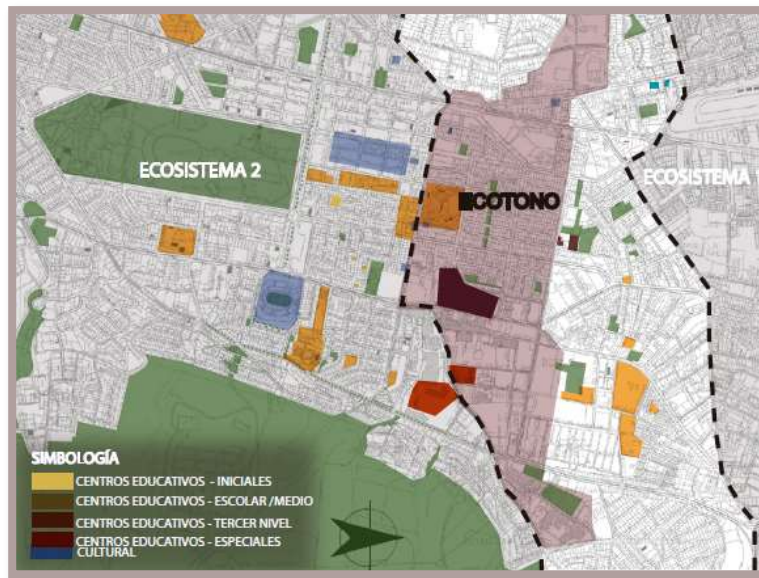 ECOSISTEMA 2
ECOTONO
ECOSISTEMA
SIMBOLOGÍA
CENTROS EDUCATIVOS - INICIALES
CENTROS EDUCATIVOS - ESCOLAR /MEDIO
CENTROS EDUCATIVOS - TERCER NIVEL
CENTROS EDUCATIVOS - ESPECIALES
CULTURAL